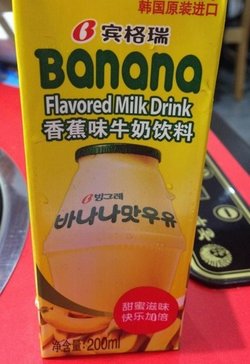 韩国原装进口
宾格瑞
Banana
Flavored Milk Drink
香蕉味牛奶饮料
빙그레
바나나맛우유
甜蜜滋味
快乐加倍
净含量:200ml